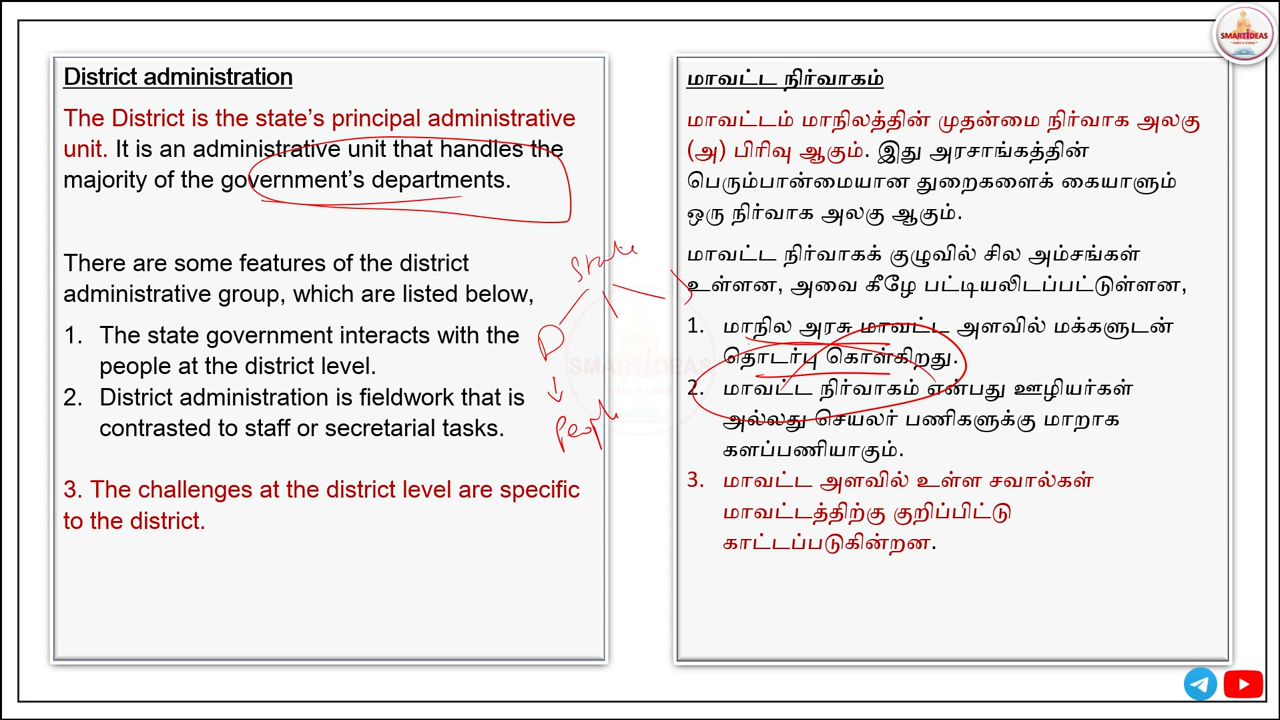 SMARTIDEAS
District administration
The District is the state’s principal administrative
unit. It is an administrative unit that handles the
majority of the government’s departments.
There are some features of the district
administrative group, which are listed below,
1. The state government interacts with the
people at the district level.
2. District administration is fieldwork that is
contrasted to staff or secretarial tasks.
3. The challenges at the district level are specific
to the district.
State
D
People
மாவட்ட நிர்வாகம்
மாவட்டம் மாநிலத்தின் முதன்மை நிர்வாக அலகு
(அ) பிரிவு ஆகும். இது அரசாங்கத்தின்
பெரும்பான்மையான துறைகளைக் கையாளும்
ஒரு நிர்வாக அலகு ஆகும்.
மாவட்ட நிர்வாகக் குழுவில் சில அம்சங்கள்
உள்ளன, அவை கீழே பட்டியலிடப்பட்டுள்ளன,
1. மாநில அரசு மாவட்ட அளவில் மக்களுடன்
தொடர்பு கொள்கிறது.
2. மாவட்ட நிர்வாகம் என்பது ஊழியர்கள்
அல்லது செயலர் பணிகளுக்கு மாறாக
களப்பணியாகும்.
3. மாவட்ட அளவில் உள்ள சவால்கள்
மாவட்டத்திற்கு குறிப்பிட்டு
காட்டப்படுகின்றன.
SMARTIDEAS